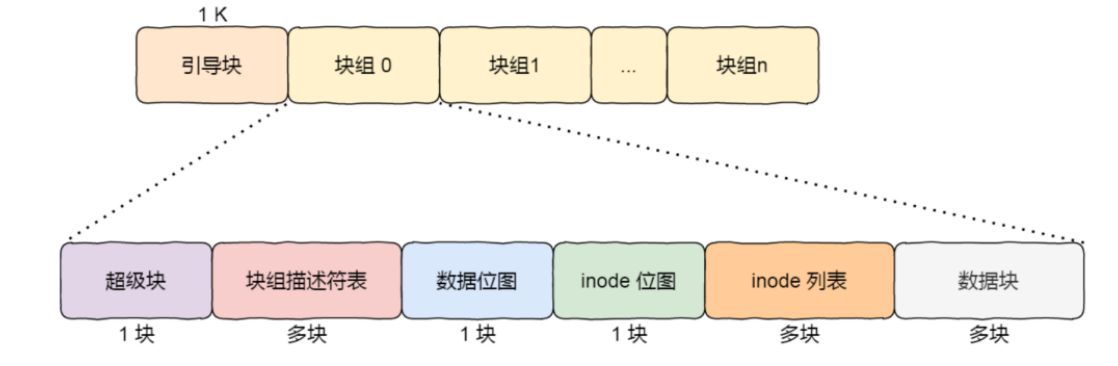 1 K
引导块
块组 0
块组1
...
块组n
超级块
块组描述符表
数据位图
inode 位图
inode 列表
数据块
1 块
多块
1 块
1 块
多块
多块